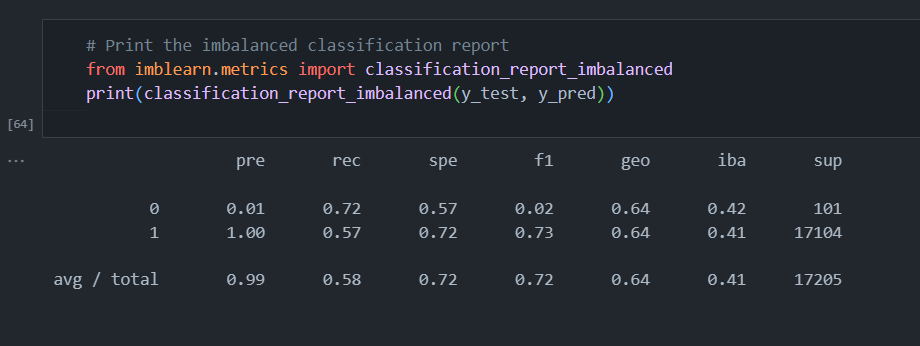 # Print the imbalanced classification report
from imblearn.metrics import classification_report_imbalanced
print(classification_report_imbalanced(y_test, y_pred))
[64]
...
pre rec spe f1 geo iba sup
0 0.01 0.72 0.57 0.02 0.64 0.42 101
1 1.00 0.57 0.72 0.73 0.64 0.41 17104
avg / total 0.99 0.58 0.72 0.72 0.64 0.41 17205